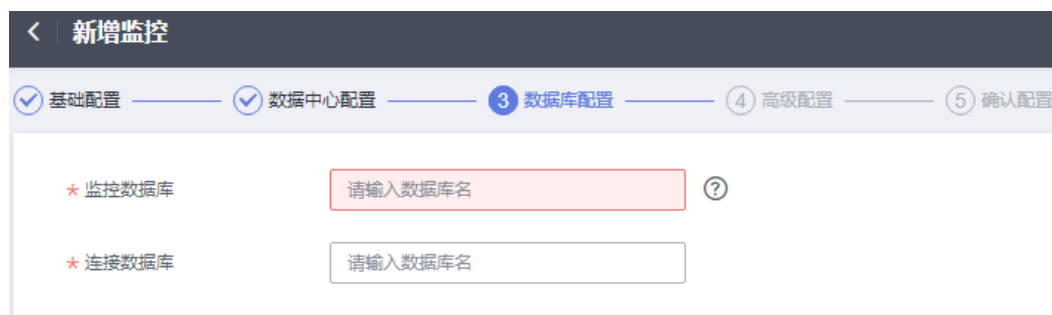 新增监控
基础配置 数据中心配置 3 数据库配置 4 高级配置 5 确认配置
* 监控数据库 请输入数据库名 ?
* 连接数据库 请输入数据库名